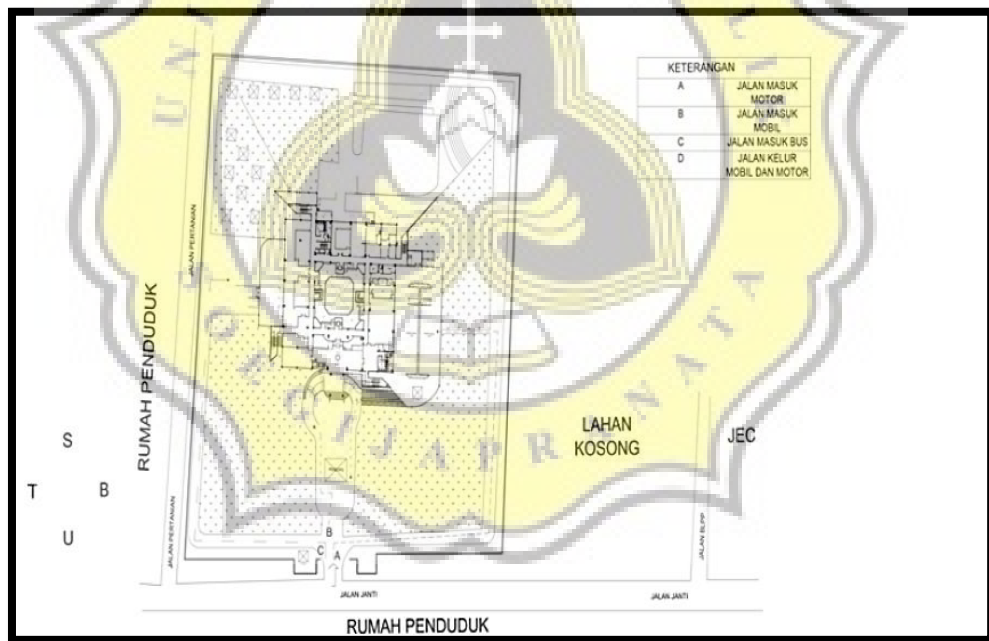 KETERANGAN
A JALAN MASUK
MOTOR
B JALAN MASUK
MOBIL
C JALAN MASUK BUS
D JALAN KELUR
MOBIL DAN MOTOR
JALAN PERTANIAN
RUMAH PENDUDUK
LAHAN
KOSONG
JEC
S
T B
U
JALAN PERTANIAN
JALAN BLPP
B
C A
JALAN JANTI
JALAN JANTI
RUMAH PENDUDUK
U N
S O E G I J A P R A N A T A